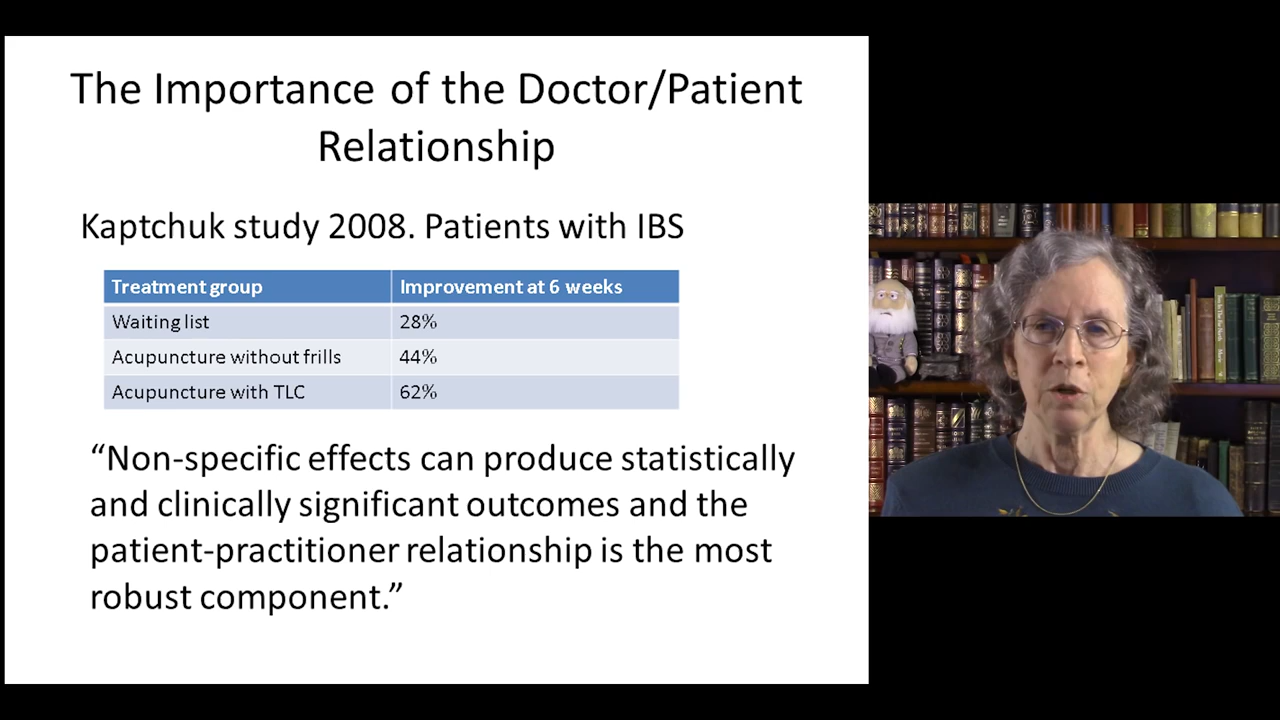 The Importance of the Doctor/Patient
Relationship
Kaptchuk study 2008. Patients with IBS
Treatment group Improvement at 6 weeks
Waiting list 28%
Acupuncture without frills 44%
Acupuncture with TLC 62%
“Non-specific effects can produce statistically
and clinically significant outcomes and the
patient-practitioner relationship is the most
robust component.”